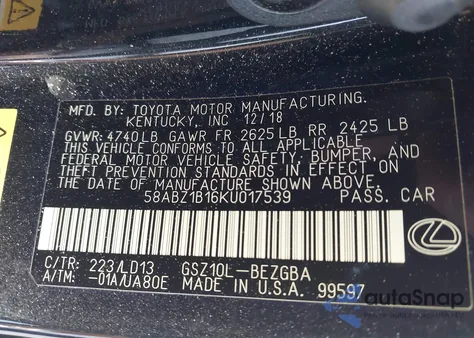 MFD. BY: TOYOTA MOTOR MANUFACTURING.
KENTUCKY, INC 12/18
GVWR: 4740LB GAWR FR 2625LB RR 2425 LB
THIS VEHICLE CONFORMS TO ALL APPLICABLE
FEDERAL MOTOR VEHICLE SAFETY, BUMPER, AND
THEFT PREVENTION STANDARDS IN EFFECT ON
THE DATE OF MANUFACTURE SHOWN ABOVE.
58ABZ1B16KU017539 PASS. CAR
C/TR: 223/LD13 GSZ10L-BEZGBA
A/TM: -01A/UA80E MADE IN U.S.A. 99597
autoSnap